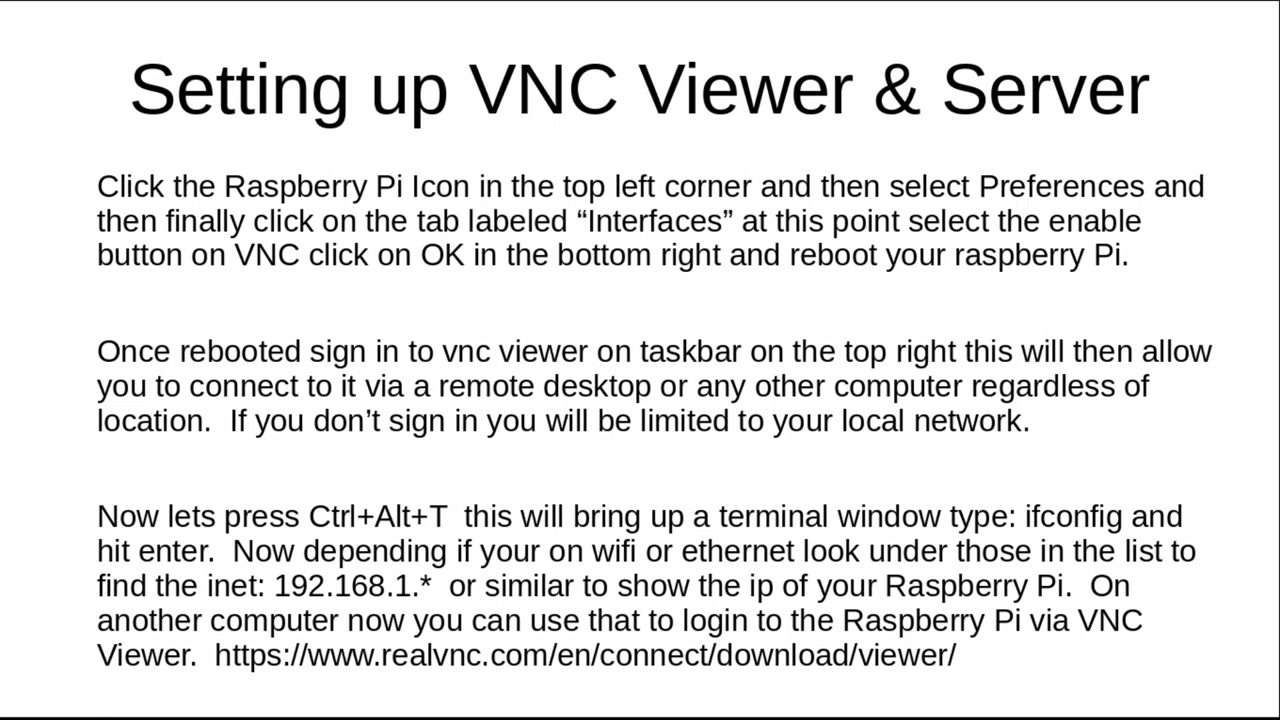 Setting up VNC Viewer & Server
Click the Raspberry Pi Icon in the top left corner and then select Preferences and
then finally click on the tab labeled “Interfaces” at this point select the enable
button on VNC click on OK in the bottom right and reboot your raspberry Pi.
Once rebooted sign in to vnc viewer on taskbar on the top right this will then allow
you to connect to it via a remote desktop or any other computer regardless of
location.  If you don’t sign in you will be limited to your local network.
Now lets press Ctrl+Alt+T  this will bring up a terminal window type: ifconfig and
hit enter.  Now depending if your on wifi or ethernet look under those in the list to
find the inet: 192.168.1.*  or similar to show the ip of your Raspberry Pi.  On
another computer now you can use that to login to the Raspberry Pi via VNC
Viewer.  https://www.realvnc.com/en/connect/download/viewer/